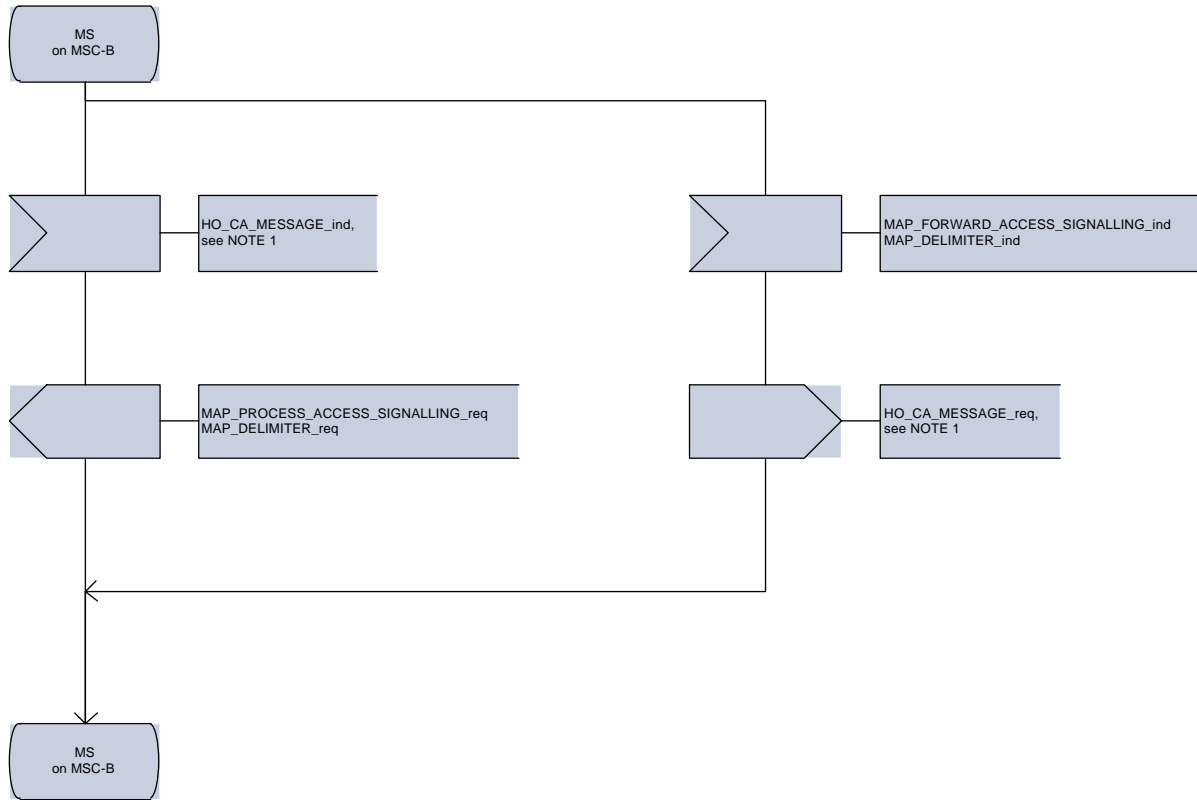 MS
on MSC-B
HO_CA_MESSAGE_ind,
see NOTE 1
MAP_FORWARD_ACCESS_SIGNALLING_ind
MAP_DELIMITER_ind
MAP_PROCESS_ACCESS_SIGNALLING_req
MAP_DELIMITER_req
HO_CA_MESSAGE_req,
see NOTE 1
MS
on MSC-B